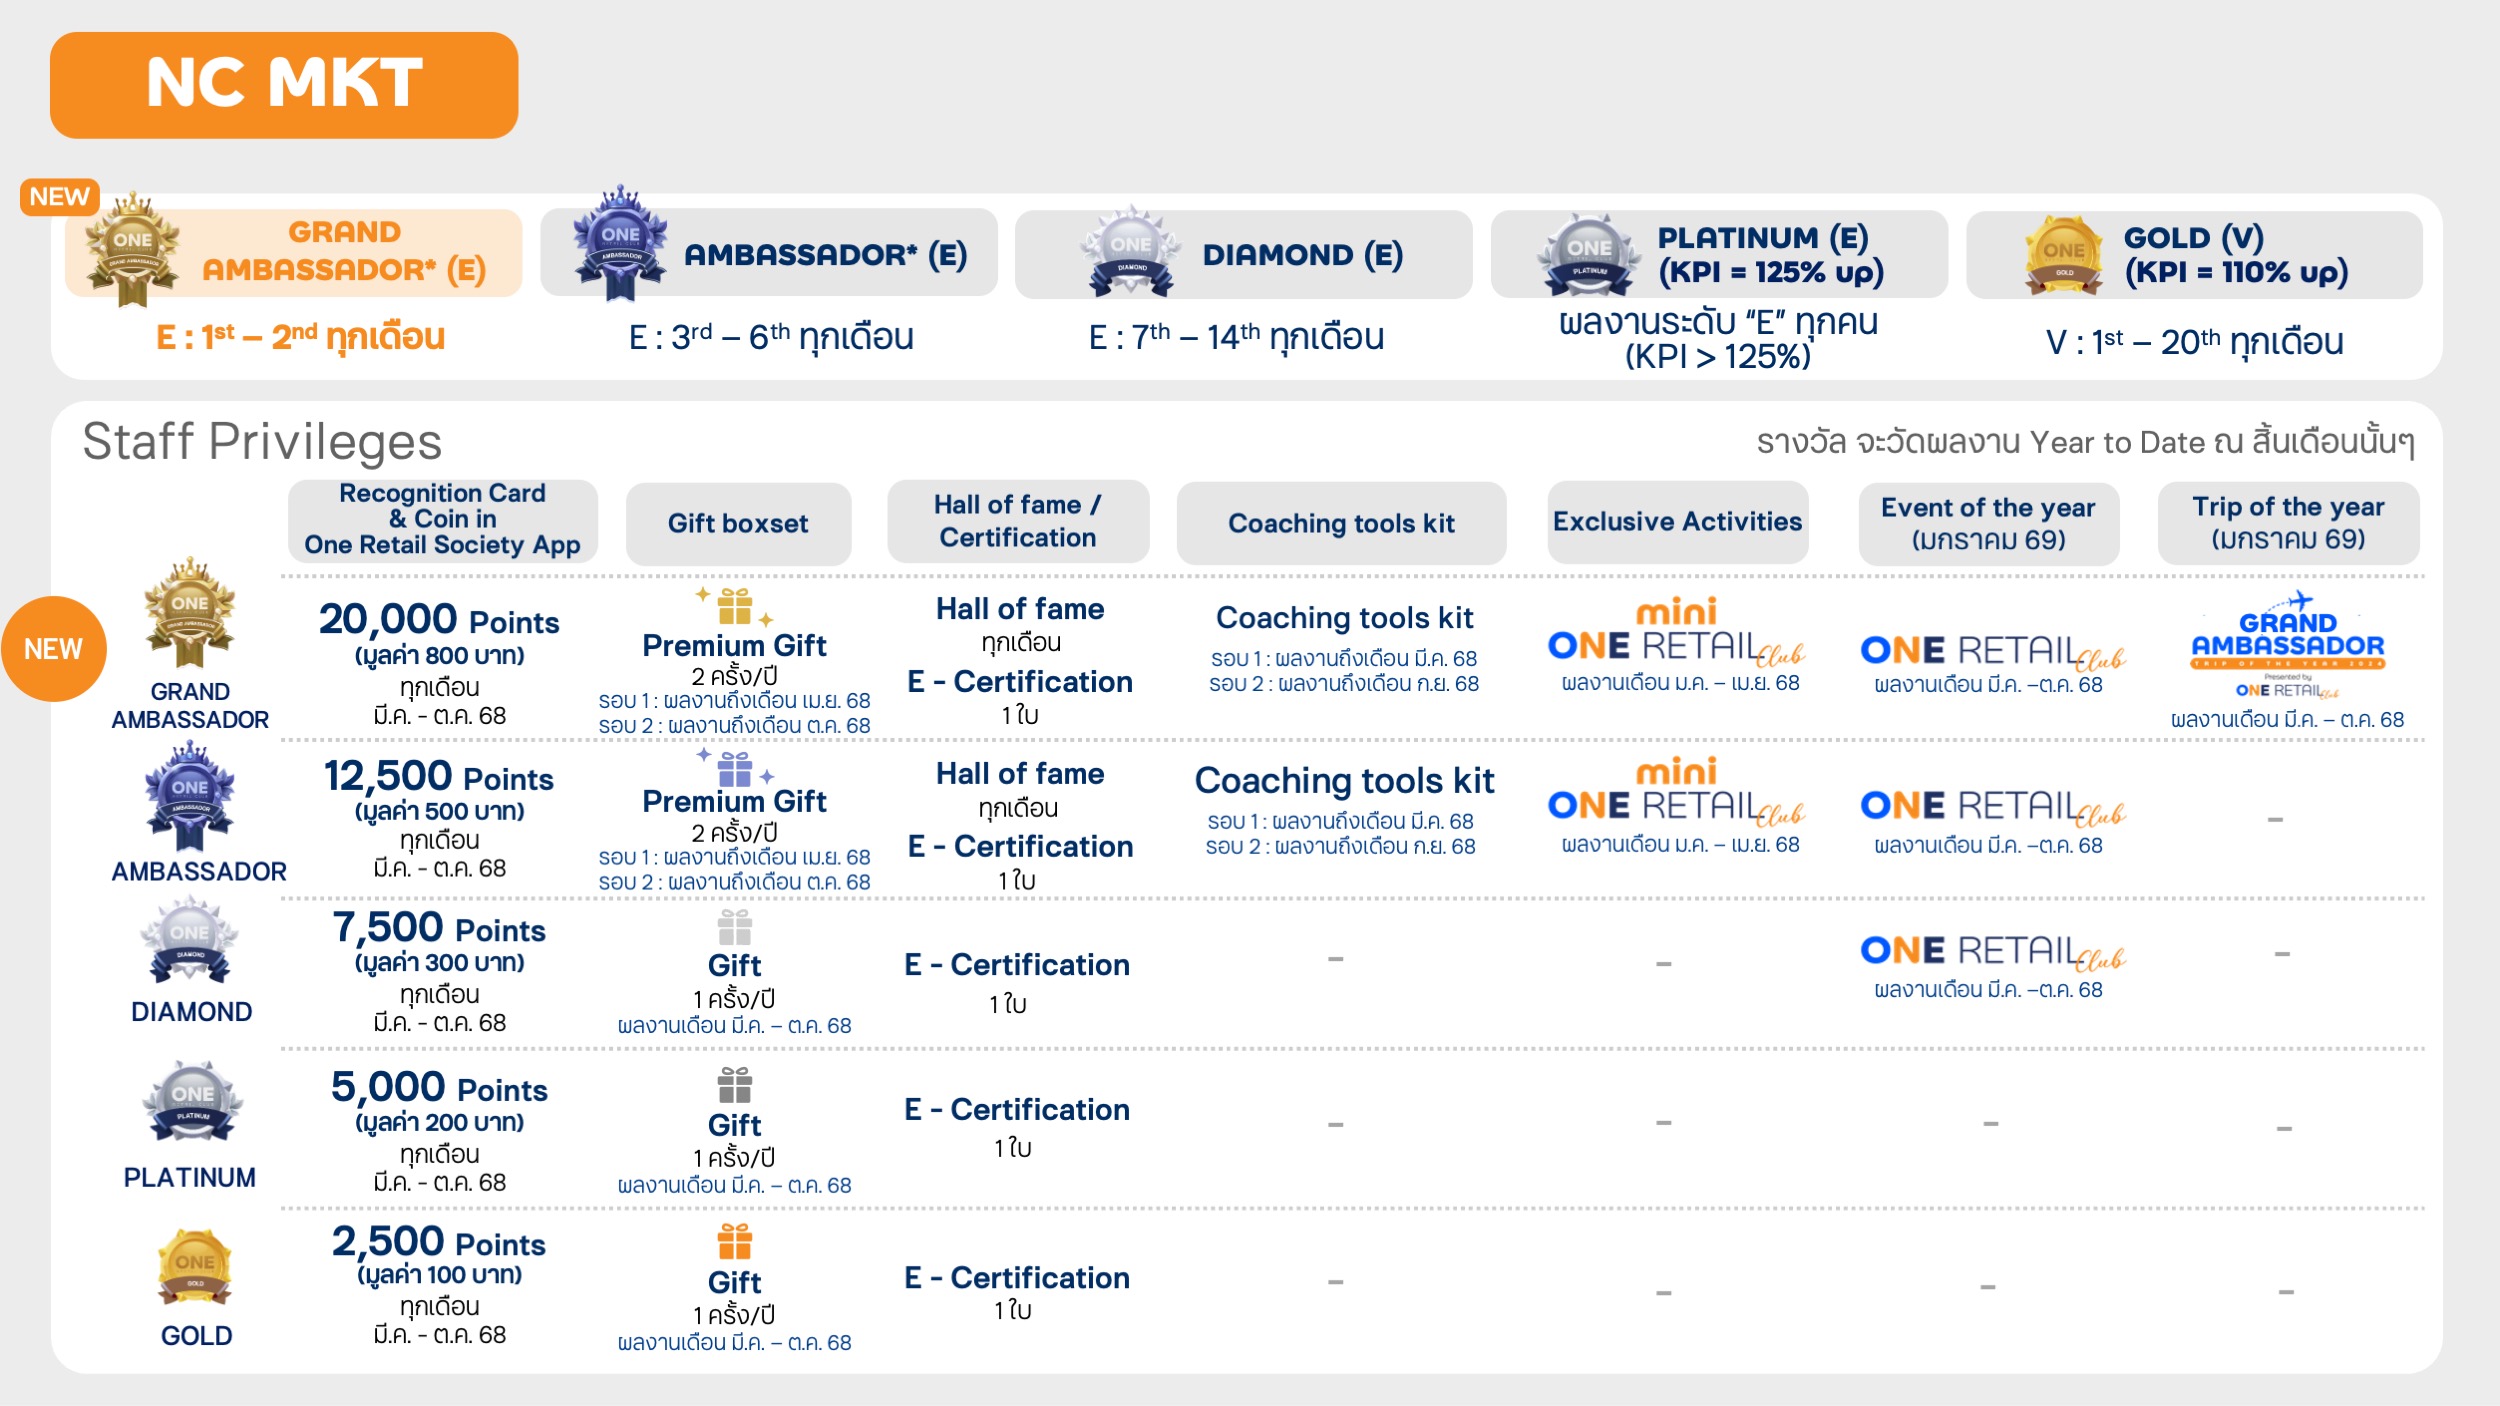 NC MKT
NEW
GRAND
AMBASSADOR* (E)
E : 1st – 2nd ทุกเดือน
AMBASSADOR* (E)
E : 3rd – 6th ทุกเดือน
DIAMOND (E)
E : 7th – 14th ทุกเดือน
PLATINUM (E)
(KPI = 125% up)
ผลงานระดับ “E” ทุกคน
(KPI > 125%)
GOLD (V)
(KPI = 110% up)
V : 1st – 20th ทุกเดือน
Staff Privileges
รางวัล จะวัดผลงาน Year to Date ณ สิ้นเดือนนั้นๆ
Recognition Card
& Coin in
One Retail Society App
Gift boxset
Hall of fame /
Certification
Coaching tools kit
Exclusive Activities
Event of the year
(มกราคม 69)
Trip of the year
(มกราคม 69)
NEW
ONE
GRAND AMBASSADOR
GRAND
AMBASSADOR
20,000 Points
(มูลค่า 800 บาท)
ทุกเดือน
มี.ค. - ต.ค. 68
Premium Gift
2 ครั้ง/ปี
รอบ 1 : ผลงานถึงเดือน เม.ย. 68
รอบ 2 : ผลงานถึงเดือน ต.ค. 68
Hall of fame
ทุกเดือน
E - Certification
1 ใบ
Coaching tools kit
รอบ 1 : ผลงานถึงเดือน มี.ค. 68
รอบ 2 : ผลงานถึงเดือน ก.ย. 68
mini
ONE RETAIL Club
ผลงานเดือน ม.ค. – เม.ย. 68
ONE RETAIL Club
ผลงานเดือน มี.ค. –ต.ค. 68
GRAND
AMBASSADOR
TRIP OF THE YEAR 2024
Presented by
ONE RETAIL Club
ผลงานเดือน มี.ค. – ต.ค. 68
ONE
AMBASSADOR
AMBASSADOR
12,500 Points
(มูลค่า 500 บาท)
ทุกเดือน
มี.ค. - ต.ค. 68
Premium Gift
2 ครั้ง/ปี
รอบ 1 : ผลงานถึงเดือน เม.ย. 68
รอบ 2 : ผลงานถึงเดือน ต.ค. 68
Hall of fame
ทุกเดือน
E - Certification
1 ใบ
Coaching tools kit
รอบ 1 : ผลงานถึงเดือน มี.ค. 68
รอบ 2 : ผลงานถึงเดือน ก.ย. 68
mini
ONE RETAIL Club
ผลงานเดือน ม.ค. – เม.ย. 68
ONE RETAIL Club
ผลงานเดือน มี.ค. –ต.ค. 68
–
ONE
DIAMOND
DIAMOND
7,500 Points
(มูลค่า 300 บาท)
ทุกเดือน
มี.ค. - ต.ค. 68
Gift
1 ครั้ง/ปี
ผลงานเดือน มี.ค. – ต.ค. 68
E - Certification
1 ใบ
–
–
ONE RETAIL Club
ผลงานเดือน มี.ค. –ต.ค. 68
–
ONE
PLATINUM
PLATINUM
5,000 Points
(มูลค่า 200 บาท)
ทุกเดือน
มี.ค. - ต.ค. 68
Gift
1 ครั้ง/ปี
ผลงานเดือน มี.ค. – ต.ค. 68
E - Certification
1 ใบ
–
–
–
–
ONE
GOLD
GOLD
2,500 Points
(มูลค่า 100 บาท)
ทุกเดือน
มี.ค. - ต.ค. 68
Gift
1 ครั้ง/ปี
ผลงานเดือน มี.ค. – ต.ค. 68
E - Certification
1 ใบ
–
–
–
–